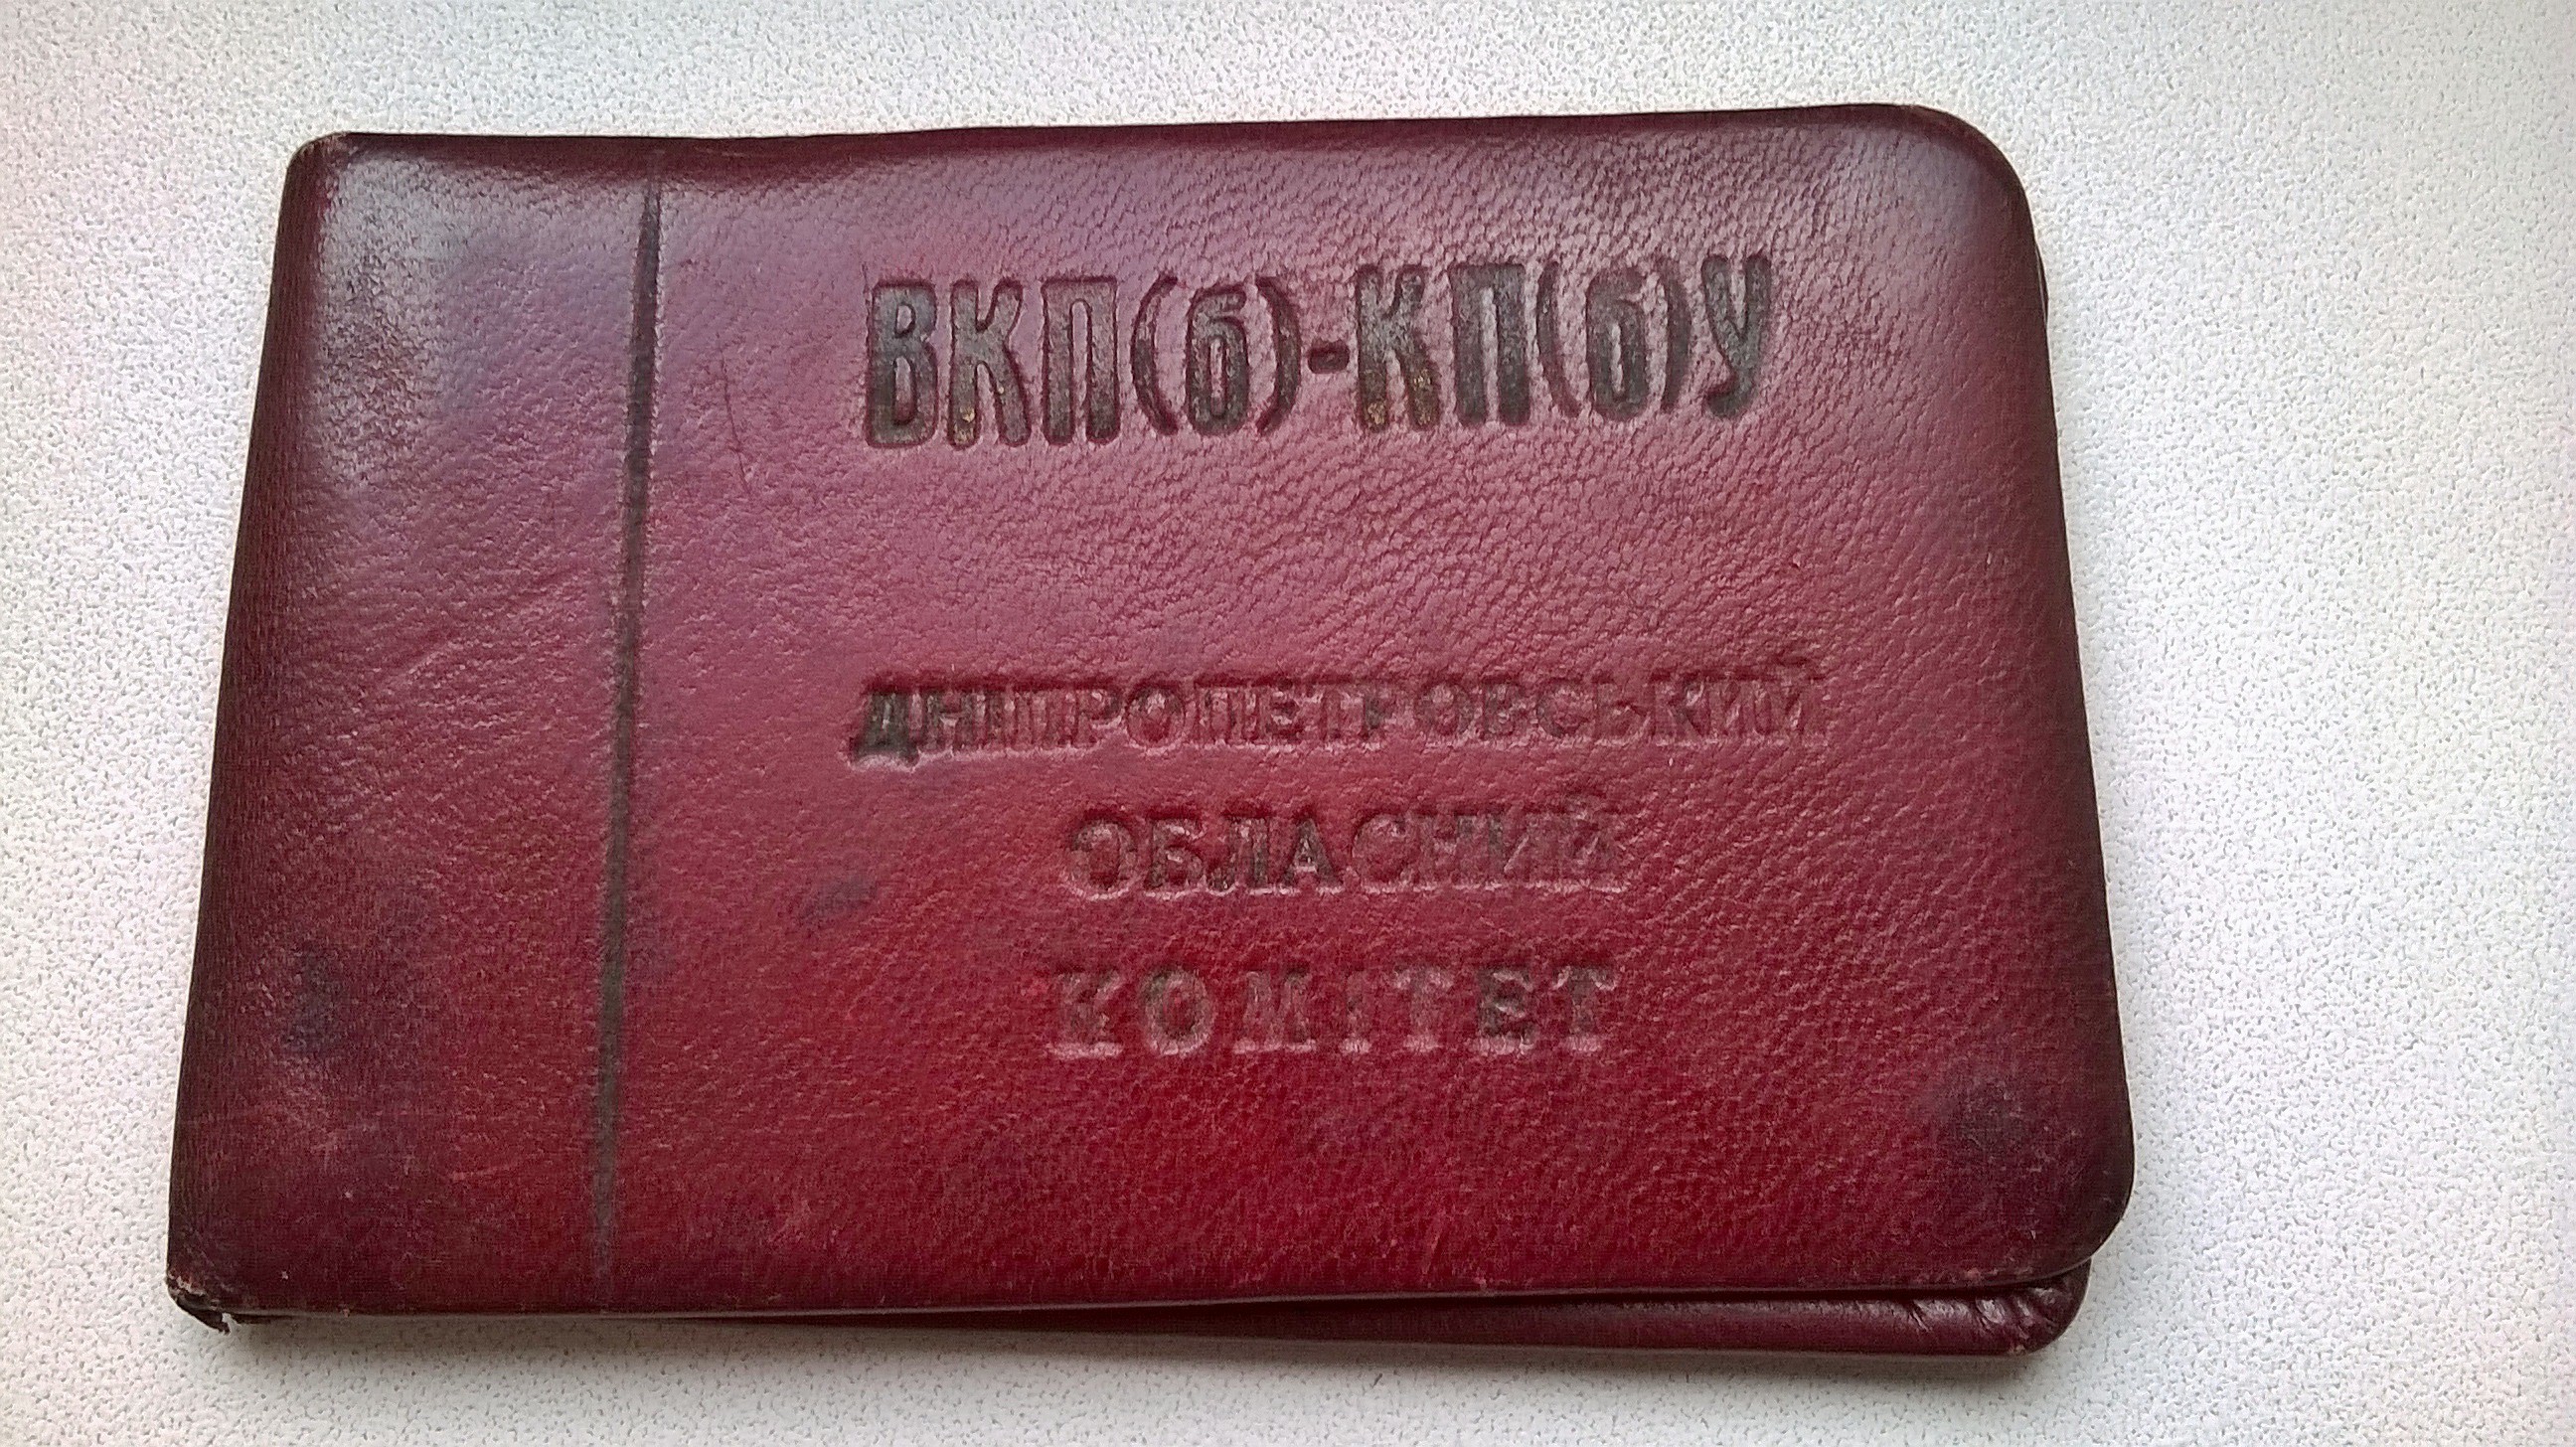 ВКП(б)-КП(б)У
ДНІПРОПЕТРОВСЬКИЙ
ОБЛАСНИЙ
КОМІТЕТ